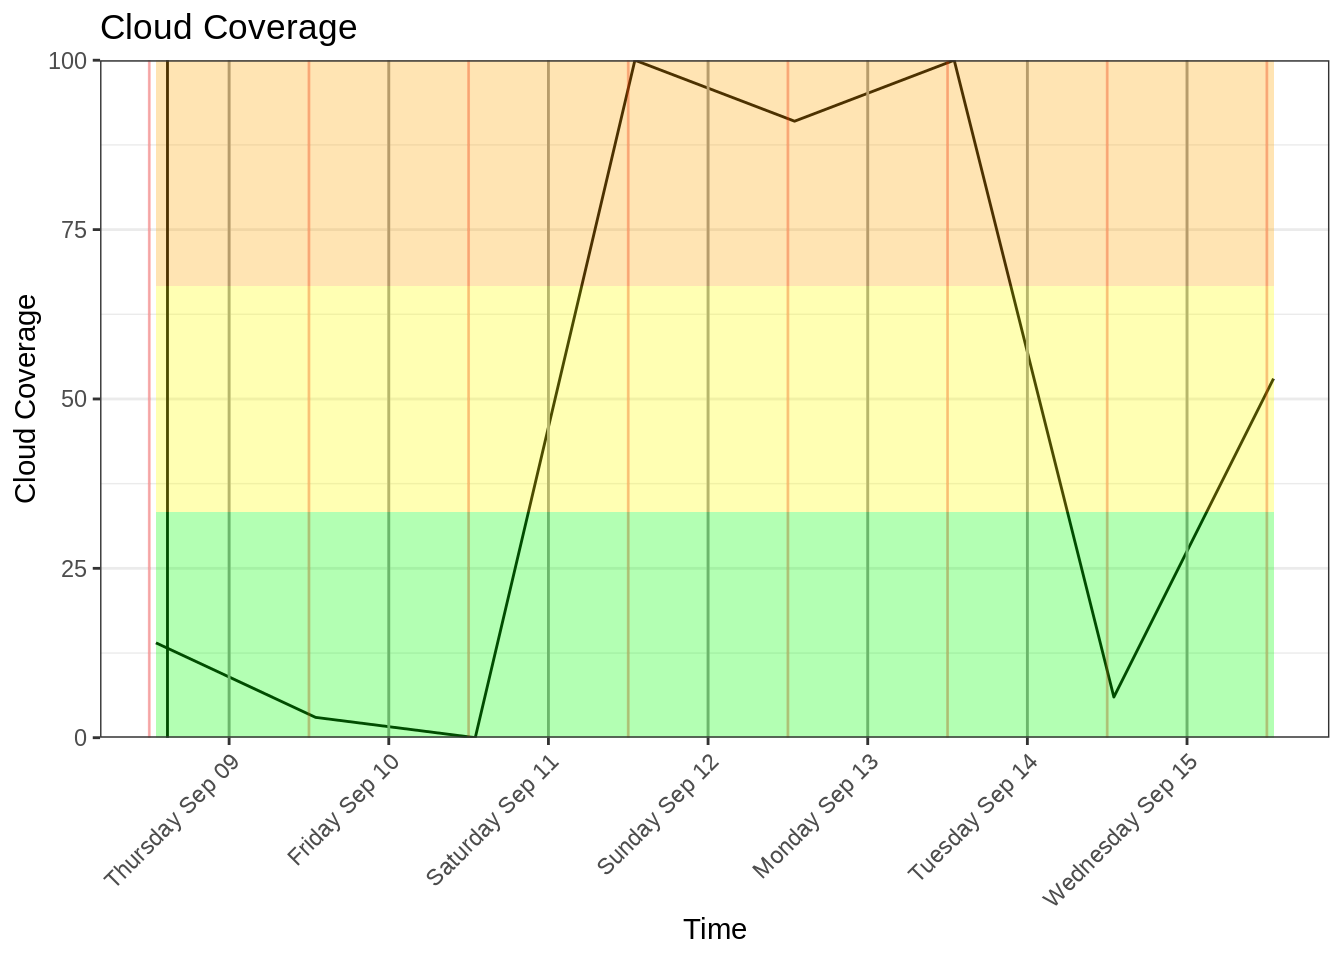 Cloud Coverage
100
75
50
25
0
Cloud Coverage
Thursday Sep 09
Friday Sep 10
Saturday Sep 11
Sunday Sep 12
Monday Sep 13
Tuesday Sep 14
Wednesday Sep 15
Time